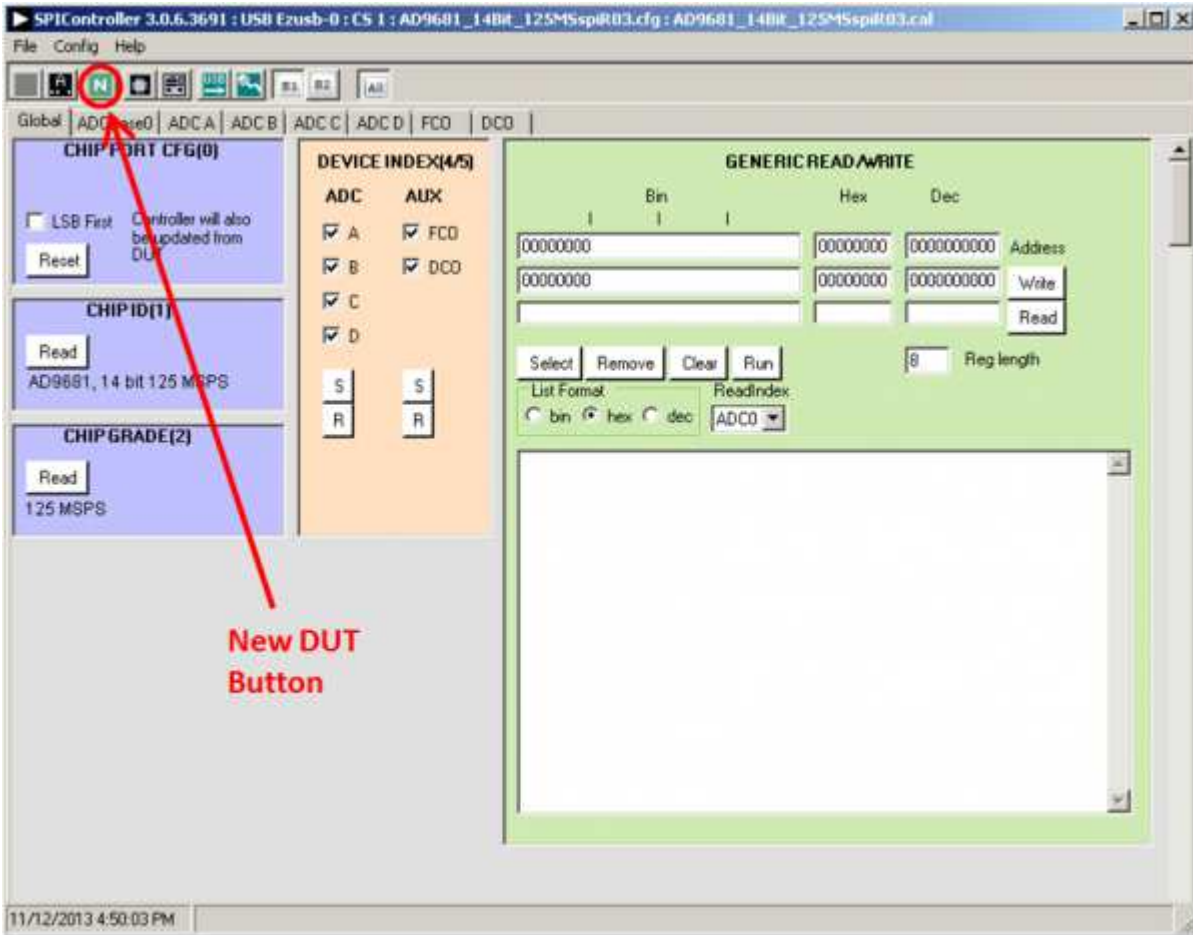 SPIController 3.0.6.3691 : USB Ezusb-0 : CS 1 : AD9681_14Bit_125MSspiR03.cfg : AD9681_14Bit_125MSspiR03.cal
File Config Help
N B1 B2 All
Global ADC A ADC B ADC C ADC D FCO DCO
CHIP PORT CFG(0)
LSB First
Controller will also
be updated from
DUT
Reset
CHIP ID(1)
Read
AD9681, 14 bit 125 MSPS
CHIP GRADE(2)
Read
125 MSPS
DEVICE INDEX(4/5)
ADC AUX
A FCO
B DCO
C
D
S S
R R
GENERIC READ/WRITE
Bin Hex Dec
00000000 00000000 0000000000 Address
00000000 00000000 0000000000 Write
Read
Select Remove Clear Run 8 Reg length
List Format ReadIndex
bin hex dec ADC0
New DUT
Button
11/12/2013 4:50:03 PM